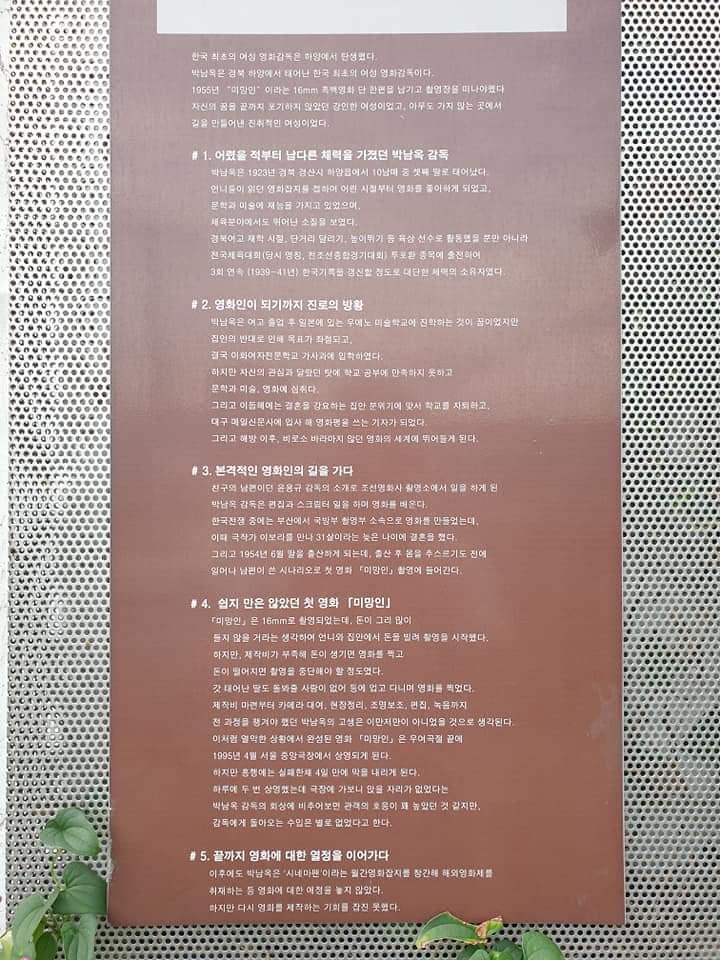 한국 최초의 여성 영화감독은 하양에서 탄생했다.
박남옥은 경북 하양에서 태어난 한국 최초의 여성 영화감독이다.
1955년 “미망인”이라는 16mm 흑백영화 단 한편을 남기고 촬영장을 떠나야했다
자신의 꿈을 끝까지 포기하지 않았던 강인한 여성이었고, 아무도 가지 않는 곳에서
길을 만들어낸 진취적인 여성이었다.
# 1. 어렸을 적부터 남다른 체력을 가졌던 박남옥 감독
박남옥은 1923년 경북 경산시 하양읍에서 10남매 중 셋째 딸로 태어났다.
언니들이 읽던 영화잡지를 접하며 어린 시절부터 영화를 좋아하게 되었고,
문학과 미술에 재능을 가지고 있었으며,
체육분야에서도 뛰어난 소질을 보였다.
경북여고 재학 시절, 단거리 달리기, 높이뛰기 등 육상 선수로 활동했을 뿐만 아니라
전국체육대회(당시 명칭, 전조선종합경기대회) 투포환 종목에 출전하여
3회 연속 (1939-41년) 한국기록을 경신할 정도로 대단한 체력의 소유자였다.
# 2. 영화인이 되기까지 진로의 방황
박남옥은 여고 졸업 후 일본에 있는 우에노 미술학교에 진학하는 것이 꿈이었지만
집안의 반대로 인해 목표가 좌절되고,
결국 이화여자전문학교 가사과에 입학하였다.
하지만 자신의 관심과 달랐던 탓에 학교 공부에 만족하지 못하고
문학과 미술, 영화에 심취다.
그리고 이듬해에는 결혼을 강요하는 집안 분위기에 맞서 학교를 자퇴하고,
대구 매일신문사에 입사 해 영화평을 쓰는 기자가 되었다.
그리고 해방 이후, 비로소 바라마지 않던 영화의 세계에 뛰어들게 된다.
# 3. 본격적인 영화인의 길을 가다
친구의 남편이던 윤용규 감독의 소개로 조선영화사 촬영소에서 일을 하게 된
박남옥 감독은 편집과 스크립터 일을 하며 영화를 배운다.
한국전쟁 중에는 부산에서 국방부 촬영부 소속으로 영화를 만들었는데,
이때 극작가 이보라를 만나 31살이라는 늦은 나이에 결혼을 했다.
그리고 1954년 6월 딸을 출산하게 되는데, 출산 후 몸을 추스르기도 전에
일어나 남편이 쓴 시나리오로 첫 영화 「미망인」 촬영에 들어간다.
# 4. 쉽지 만은 않았던 첫 영화 「미망인」
「미망인」은 16mm로 촬영되었는데, 돈이 그리 많이
들지 않을 거라는 생각하여 언니와 집안에서 돈을 빌려 촬영을 시작했다.
하지만, 제작비가 부족해 돈이 생기면 영화를 찍고
돈이 떨어지면 촬영을 중단해야 할 정도였다.
갓 태어난 딸도 돌봐줄 사람이 없어 등에 업고 다니며 영화를 찍었다.
제작비 마련부터 카메라 대여, 현장정리, 조명보조, 편집, 녹음까지
전 과정을 챙겨야 했던 박남옥의 고생은 이만저만이 아니었을 것으로 생각된다.
이처럼 열악한 상황에서 완성된 영화 「미망인」은 우여곡절 끝에
1995년 4월 서울 중앙극장에서 상영되게 된다.
하지만 흥행에는 실패한채 4일 만에 막을 내리게 된다.
하루에 두 번 상영했는데 극장에 가보니 앉을 자리가 없었다는
박남옥 감독의 회상에 비추어보면 관객의 호응이 꽤 높았던 것 같지만,
감독에게 돌아오는 수입은 별로 없었다고 한다.
# 5. 끝까지 영화에 대한 열정을 이어가다
이후에도 박남옥은 '시네마팬'이라는 월간영화잡지를 창간해 해외영화제를
취재하는 등 영화에 대한 애정을 놓지 않았다.
하지만 다시 영화를 제작하는 기회를 잡진 못했다.